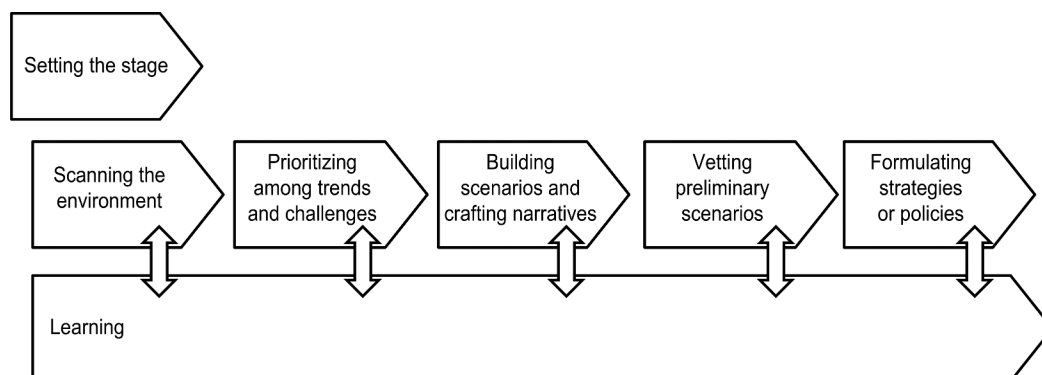 Setting the stage
Scanning the
environment
Prioritizing
among trends
and challenges
Building
scenarios and
crafting narratives
Vetting
preliminary
scenarios
Formulating
strategies
or policies
Learning